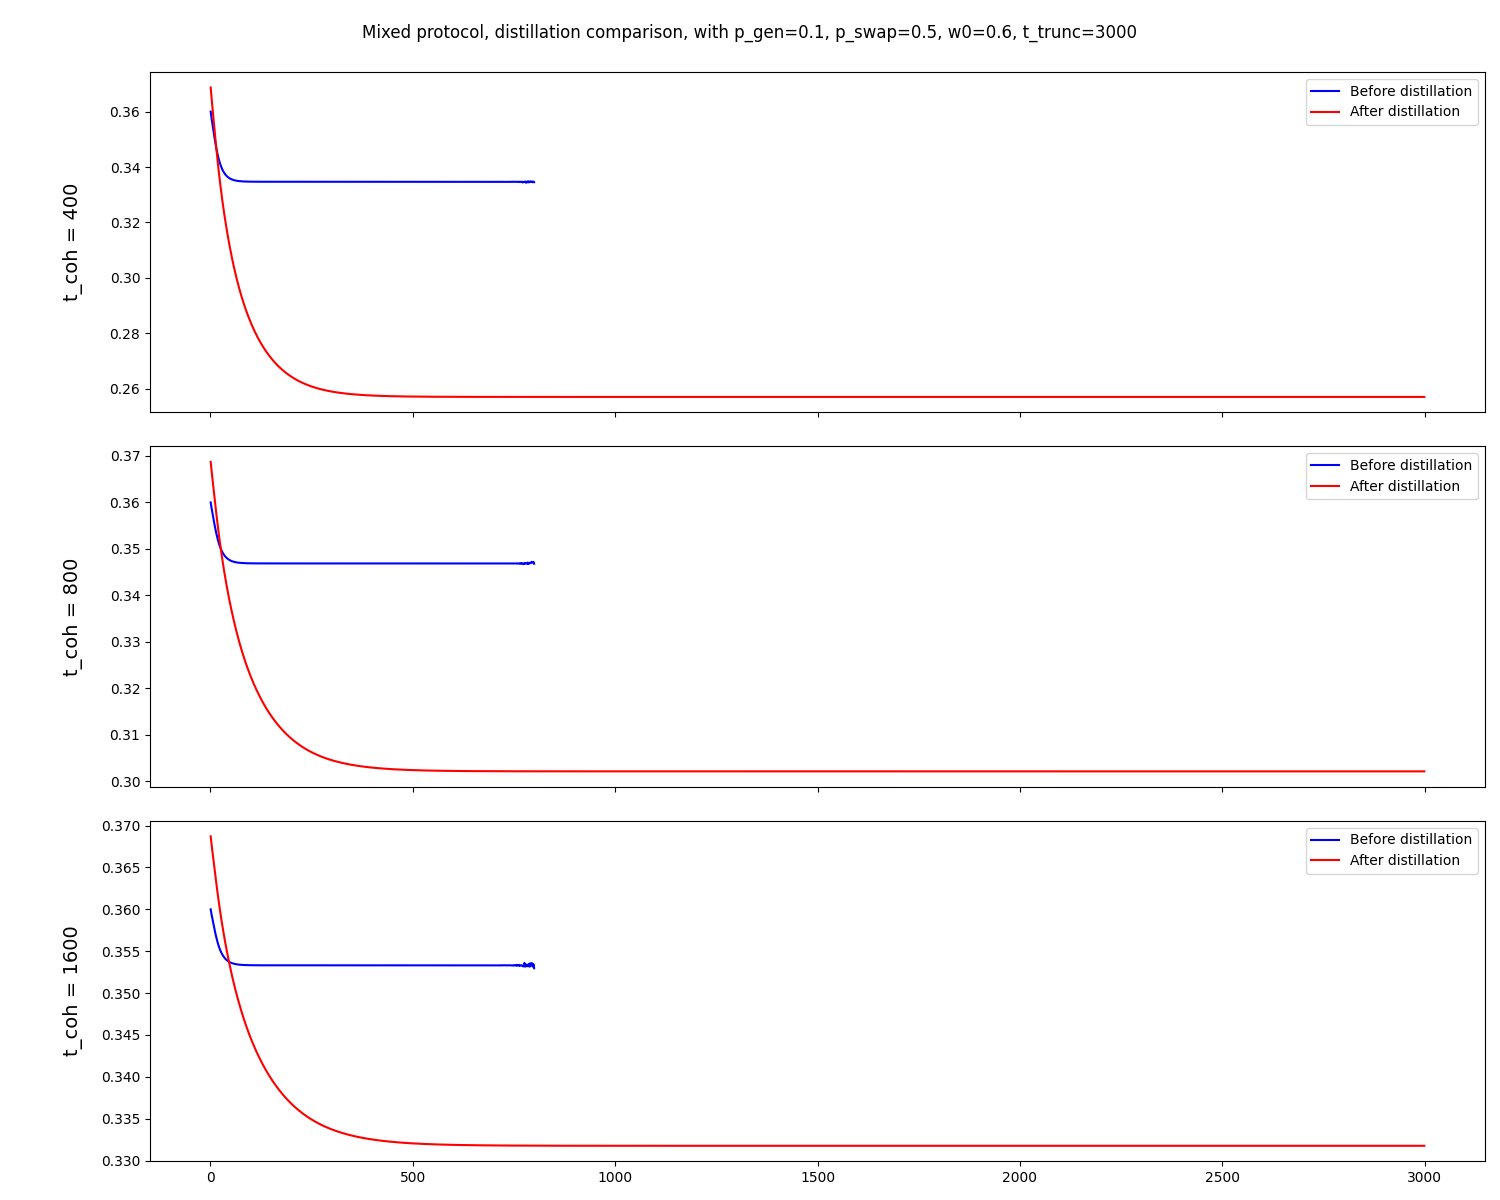 Mixed protocol, distillation comparison, with p_gen=0.1, p_swap=0.5, w0=0.6, t_trunc=3000
t_coh = 400
0.36
0.34
0.32
0.30
0.28
0.26
Before distillation
After distillation
t_coh = 800
0.37
0.36
0.35
0.34
0.33
0.32
0.31
0.30
Before distillation
After distillation
t_coh = 1600
0.370
0.365
0.360
0.355
0.350
0.345
0.340
0.335
0.330
Before distillation
After distillation
0 500 1000 1500 2000 2500 3000